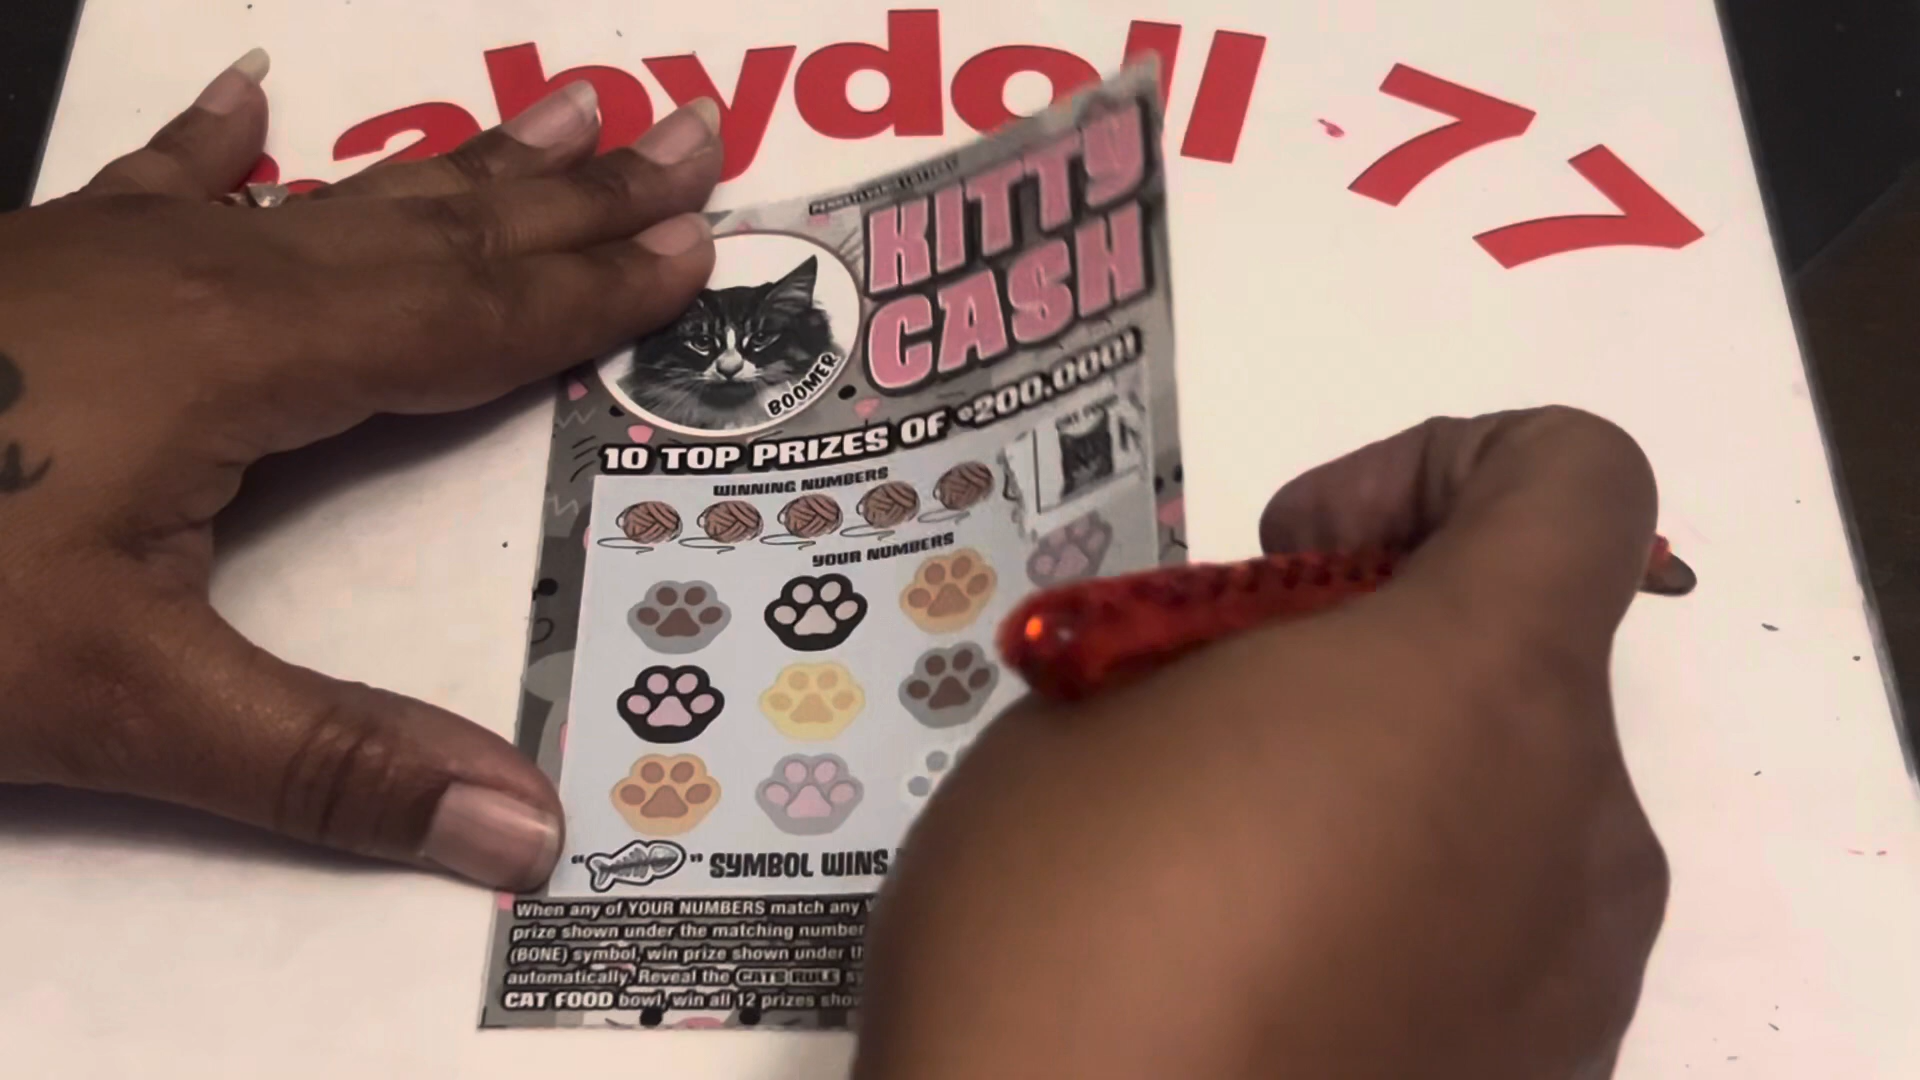 abydoll 77
PENNSYLVANIA LOTTERY
KITTY
CASH
BOOMER
10 TOP PRIZES OF $200,000!
WINNING NUMBERS
CAT FOOD
YOUR NUMBERS
" " SYMBOL WINS
When any of YOUR NUMBERS match any
prize shown under the matching number
(BONE) symbol, win prize shown under
automatically. Reveal the CATS RULE
CAT FOOD bowl, win all 12 prizes